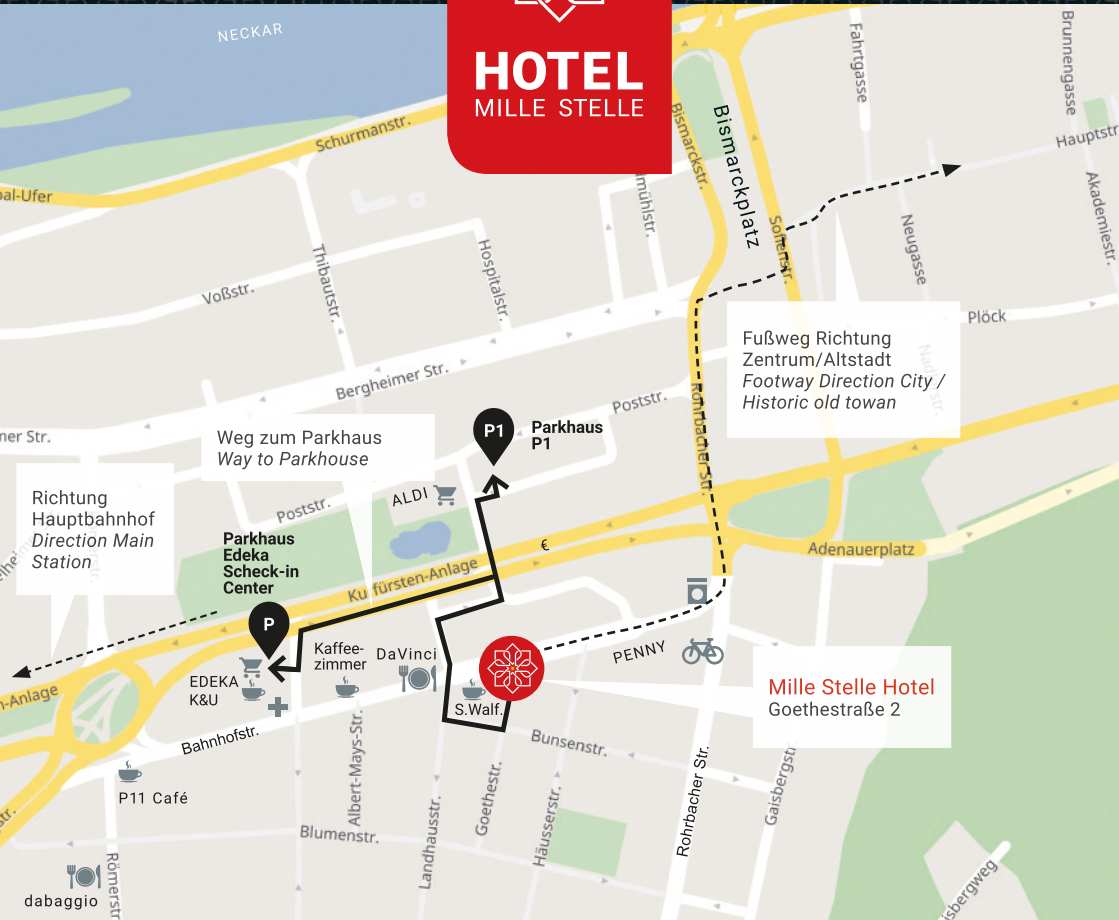 NECKAR
HOTEL
MILLE STELLE
Fahrtgasse
Brunnengasse
Schurmanstr.
Bismarckstr.
Bismarckplatz
Hauptstr
Akademiestr.
Sofienstr.
Neugasse
Thibautstr.
Hospitalstr.
Voßstr.
Plöck
Fußweg Richtung
Zentrum/Altstadt
Footway Direction City /
Historic old towan
Bergheimer Str.
Poststr.
Rohrbacher Str.
P1
Parkhaus
P1
Weg zum Parkhaus
Way to Parkhouse
Richtung
Hauptbahnhof
Direction Main
Station
ALDI
Poststr.
Parkhaus
Edeka
Scheck-in
Center
€
Adenauerplatz
Kurfürsten-Anlage
P
Kaffee-
zimmer
DaVinci
PENNY
EDEKA
K&U
-Anlage
S.Walf.
Mille Stelle Hotel
Goethestraße 2
Bahnhofstr.
Bunsenstr.
Albert-Mays-Str.
Landhausstr.
Goethestr.
Häusserstr.
Rohrbacher Str.
Gaisbergstr.
P11 Café
Blumenstr.
Römerstr
dabaggio
isbergweg